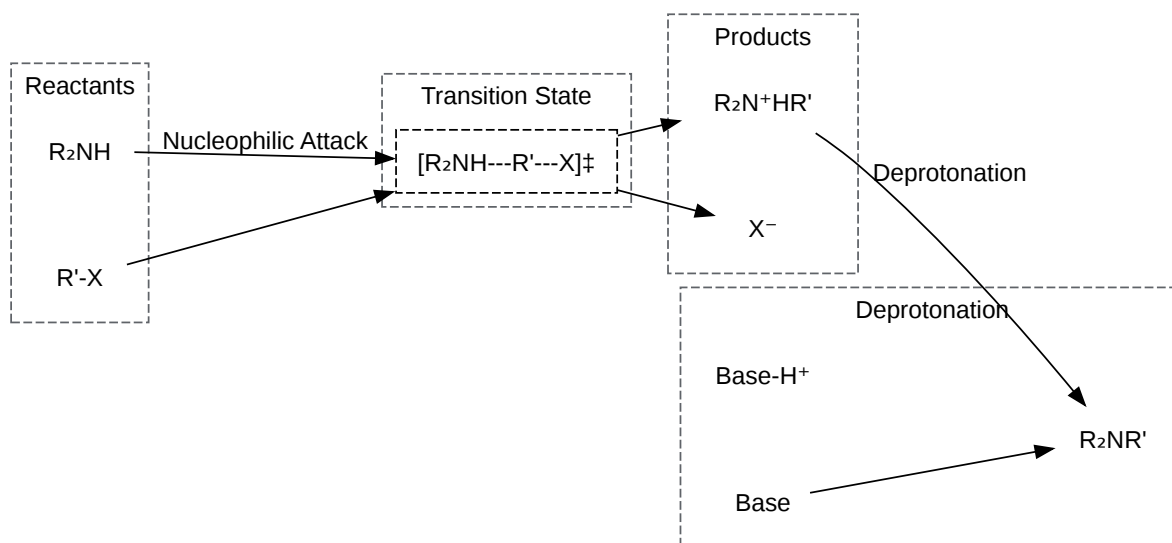 Reactants
R₂NH
R'-X
Nucleophilic Attack
Transition State
[R₂NH---R'---X]‡
Products
R₂N⁺HR'
X⁻
Deprotonation
Deprotonation
Base-H⁺
Base
R₂NR'